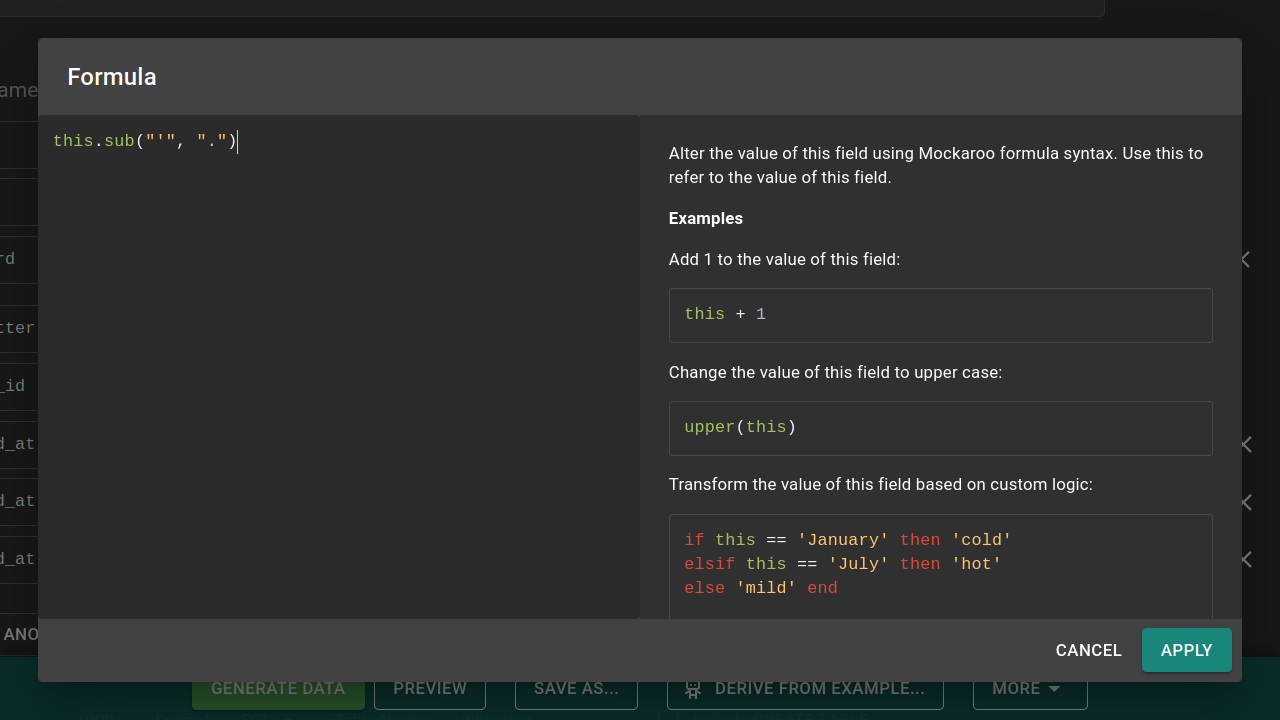 Formula
ame
this.sub("'", ".")
Alter the value of this field using Mockaroo formula syntax. Use this to
refer to the value of this field.
Examples
rd
Add 1 to the value of this field:
this + 1
tter
Change the value of this field to upper case:
_id
upper(this)
d_at
Transform the value of this field based on custom logic:
d_at
if this == 'January' then 'cold'
elsif this == 'July' then 'hot'
else 'mild' end
d_at
ANO
CANCEL APPLY
GENERATE DATA PREVIEW SAVE AS... DERIVE FROM EXAMPLE... MORE